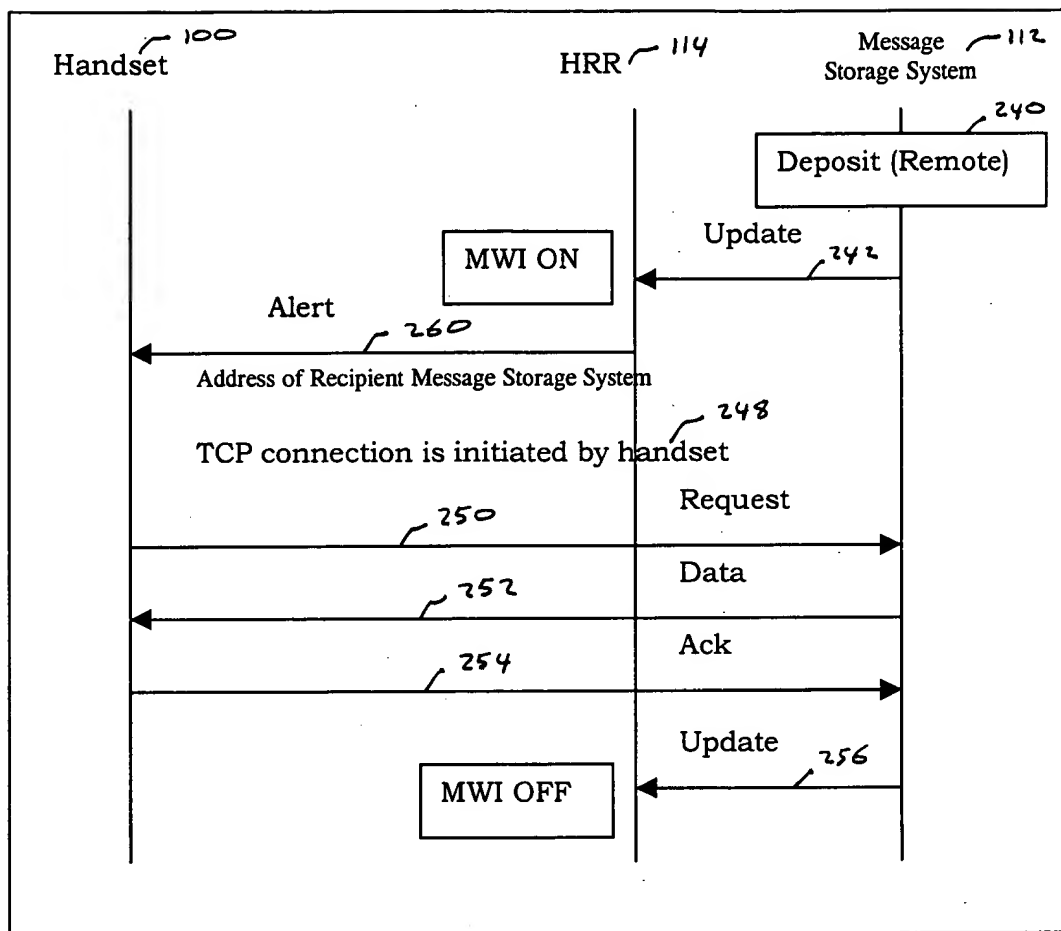 Handset 100
HRR 114
Message 112
Storage System
240
Deposit (Remote)
Update
242
MWI ON
Alert
260
Address of Recipient Message Storage System
248
TCP connection is initiated by handset
Request
250
Data
252
Ack
254
Update
256
MWI OFF